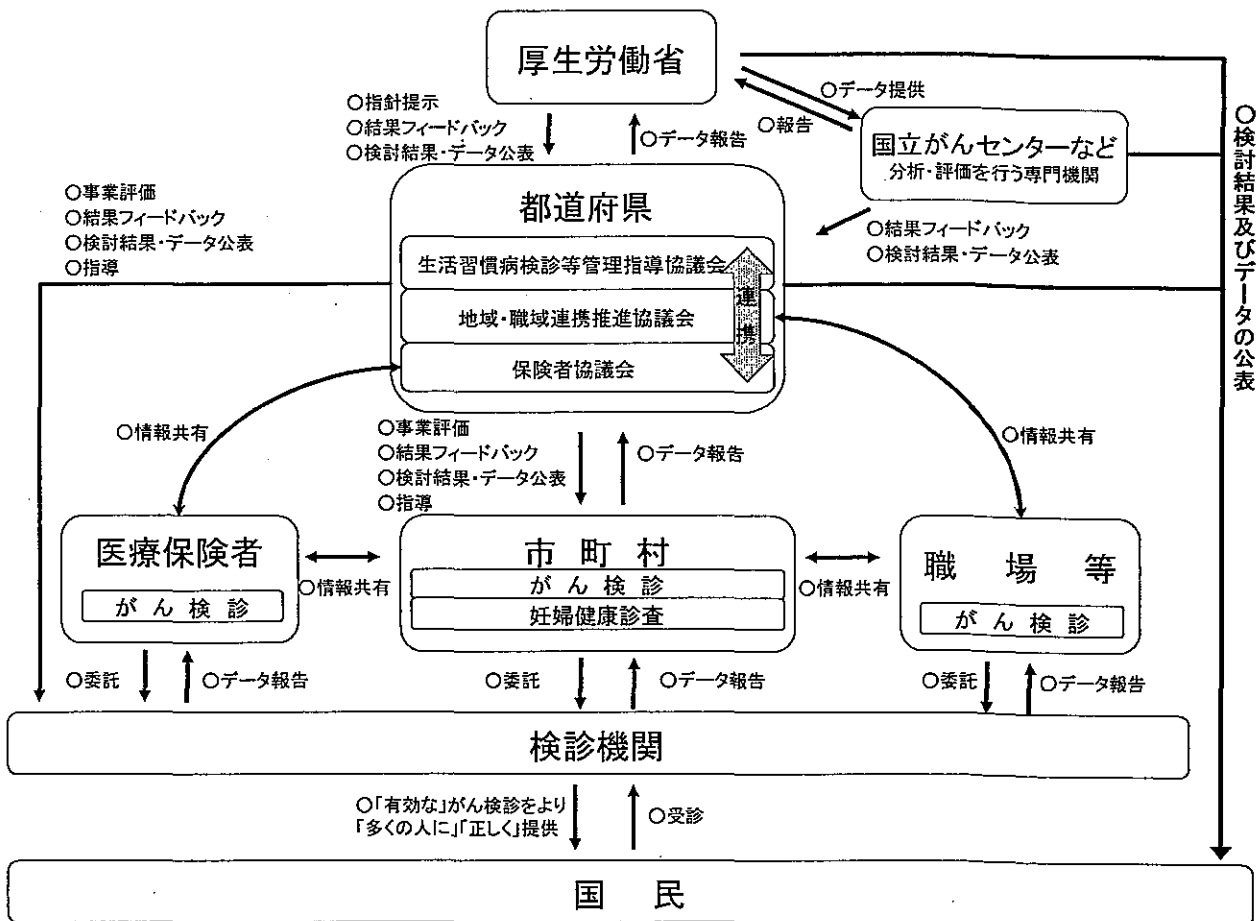 厚生労働省
○指針提示
○結果フィードバック
○検討結果・データ公表
○データ報告
○報告
○データ提供
国立がんセンターなど
分析・評価を行う専門機関
○結果フィードバック
○検討結果・データ公表
○検討結果及びデータの公表
○事業評価
○結果フィードバック
○検討結果・データ公表
○指導
都道府県
生活習慣病検診等管理指導協議会
地域・職域連携推進協議会
保険者協議会
連携
○情報共有
○事業評価
○結果フィードバック
○検討結果・データ公表
○指導
○データ報告
○情報共有
医療保険者
がん検診
○情報共有
市町村
がん検診
妊婦健康診査
○情報共有
職場等
がん検診
○委託
○データ報告
○委託
○データ報告
○委託
○データ報告
検診機関
○「有効な」がん検診をより
「多くの人に」「正しく」提供
○受診
国民